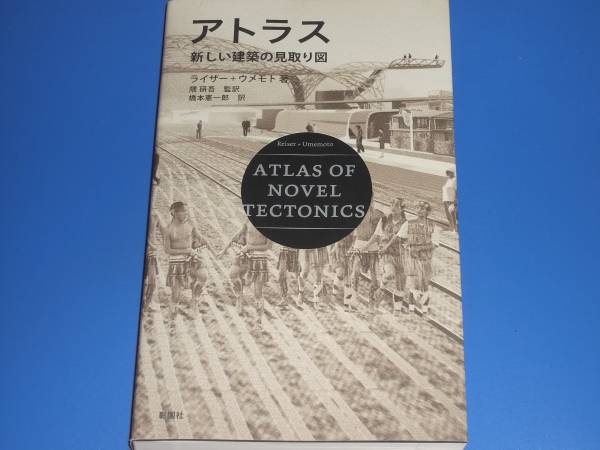 アトラス
新しい建築の見取り図
ライザー+ウメモト 著
隈 研吾　監訳
橋本憲一郎　訳
Reiser + Umemoto
ATLAS OF
NOVEL
TECTONICS
彰国社